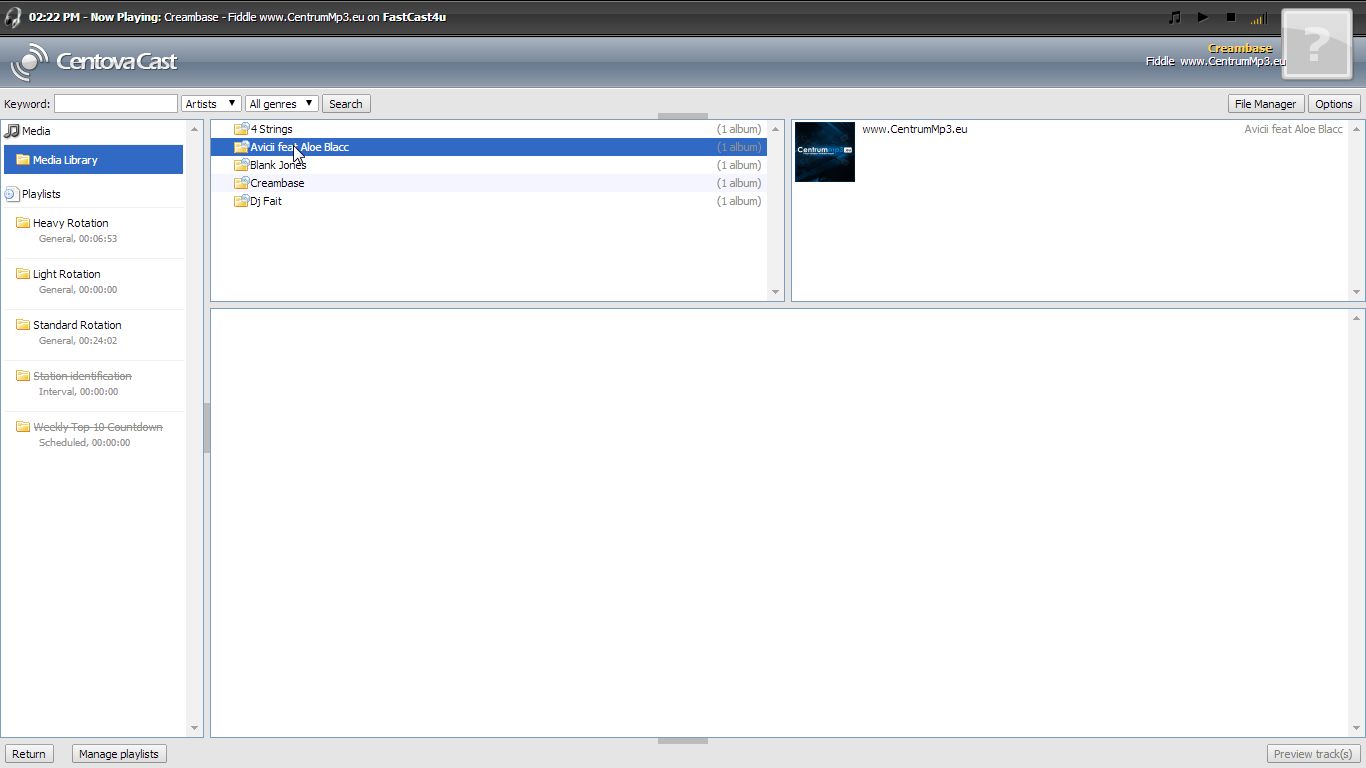 02:22 PM - Now Playing: Creambase - Fiddle www.CentrumMp3.eu on FastCast4u
CentovaCast
Creambase
Fiddle www.CentrumMp3.eu
?
Keyword: Artists All genres Search File Manager Options
Media
Media Library
Playlists
Heavy Rotation
General, 00:06:53
Light Rotation
General, 00:00:00
Standard Rotation
General, 00:24:02
Station identification
Interval, 00:00:00
Weekly Top 10 Countdown
Scheduled, 00:00:00
4 Strings (1 album)
Avicii feat Aloe Blacc (1 album)
Blank Jones (1 album)
Creambase (1 album)
Dj Fait (1 album)
Centrummp3.eu
www.CentrumMp3.eu Avicii feat Aloe Blacc
Return Manage playlists Preview track(s)